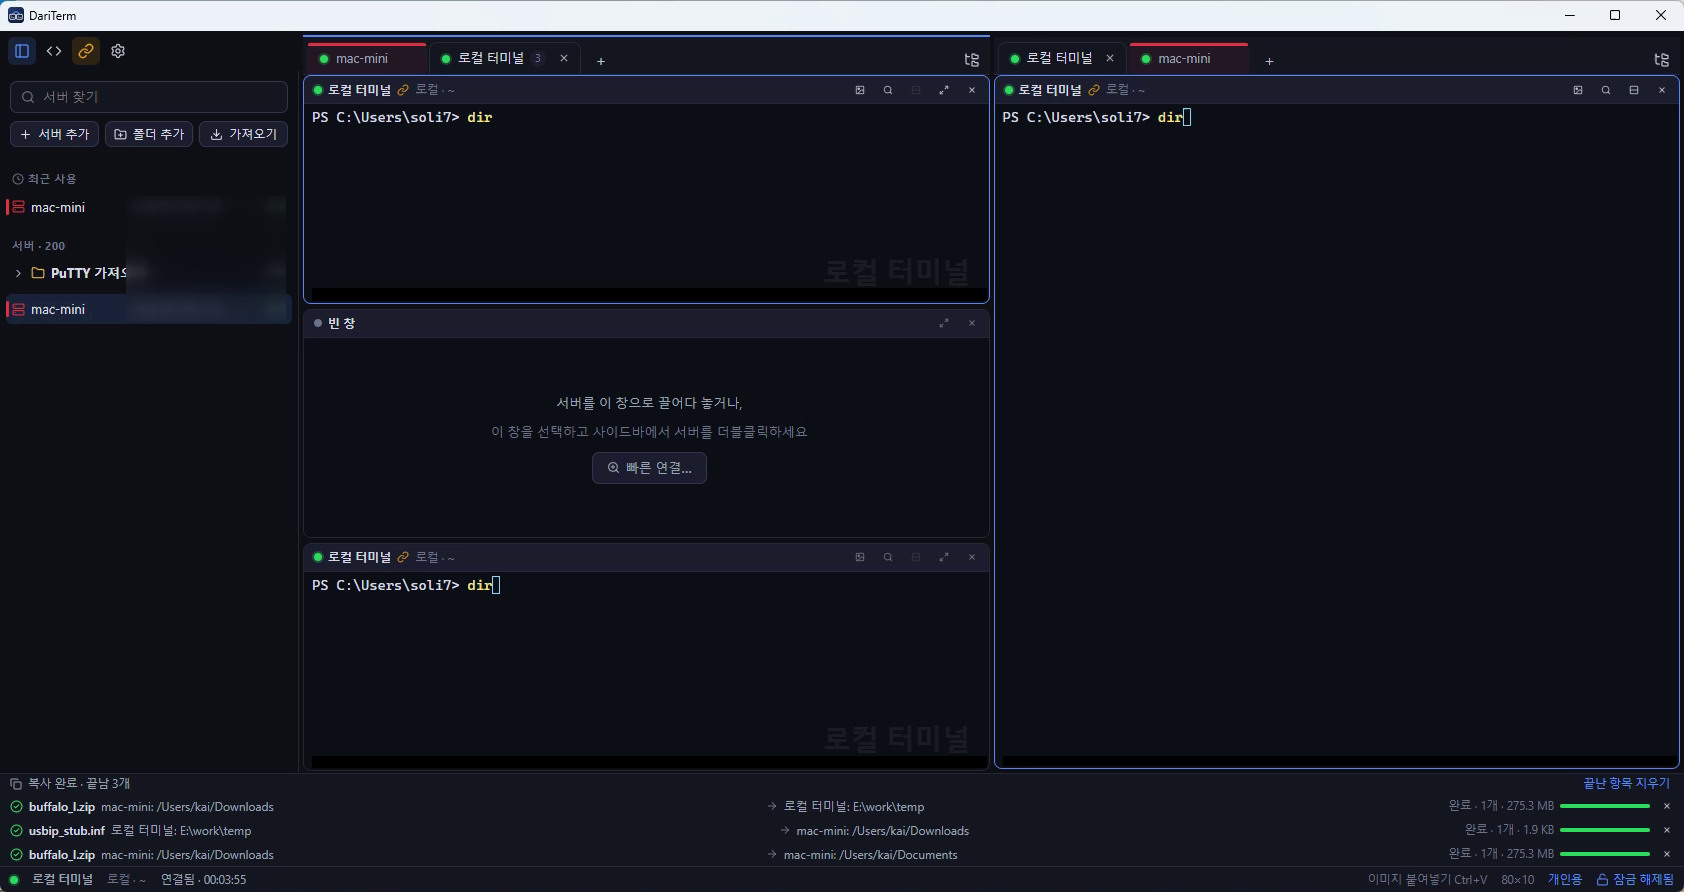 DariTerm
mac-mini
로컬 터미널 3
로컬 터미널
mac-mini
서버 찾기
서버 추가
폴더 추가
가져오기
최근 사용
mac-mini
서버 · 200
PuTTY
mac-mini
로컬 터미널 로컬 · ~
PS C:\Users\soli7> dir
로컬 터미널
빈 창
서버를 이 창으로 끌어다 놓거나,
이 창을 선택하고 사이드바에서 서버를 더블클릭하세요
빠른 연결...
로컬 터미널 로컬 · ~
PS C:\Users\soli7> dir
로컬 터미널
로컬 터미널 로컬 · ~
PS C:\Users\soli7> dir
복사 완료 · 끝남 3개
끝난 항목 지우기
buffalo_l.zip mac-mini: /Users/kai/Downloads → 로컬 터미널: E:\work\temp 완료 · 1개 · 275.3 MB
usbip_stub.inf 로컬 터미널: E:\work\temp → mac-mini: /Users/kai/Downloads 완료 · 1개 · 1.9 KB
buffalo_l.zip mac-mini: /Users/kai/Downloads → mac-mini: /Users/kai/Documents 완료 · 1개 · 275.3 MB
로컬 터미널 로컬 · ~ 연결됨 · 00:03:55
이미지 붙여넣기 Ctrl+V 80×10 개인용 잠금 해제됨